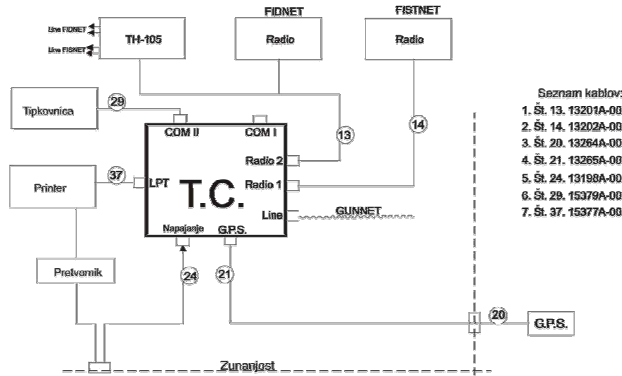 FIDNET
FISTNET
Line FIDNET
Line FISNET
TH-105
Radio
Radio
Tipkovnica
29
COM II
COM I
13
14
Radio 2
Printer
37
LPT
T.C.
Radio 1
Line
GUNNET
Napajanje
G.P.S.
Pretvornik
24
21
20
G.P.S.
Zunanjost
Seznam kablov:
1. Št. 13. 13201A-00
2. Št. 14. 13202A-00
3. Št. 20. 13264A-00
4. Št. 21. 13265A-00
5. Št. 24. 13198A-00
6. Št. 29. 15379A-00
7. Št. 37. 15377A-00